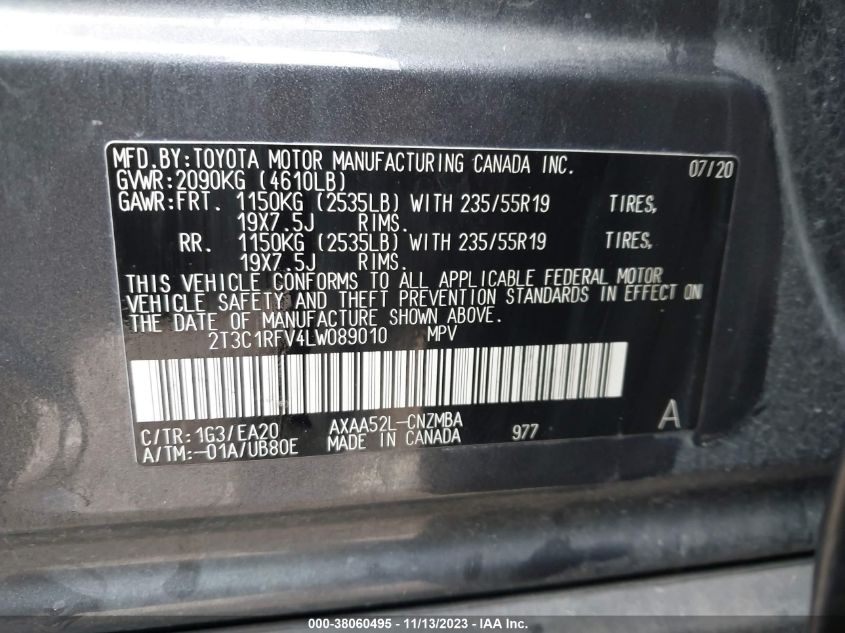 MFD.BY:TOYOTA MOTOR MANUFACTURING CANADA INC. 07/20
GVWR:2090KG (4610LB)
GAWR:FRT. 1150KG (2535LB) WITH 235/55R19 TIRES,
19X7.5J RIMS.
RR. 1150KG (2535LB) WITH 235/55R19 TIRES,
19X7.5J RIMS.
THIS VEHICLE CONFORMS TO ALL APPLICABLE FEDERAL MOTOR
VEHICLE SAFETY AND THEFT PREVENTION STANDARDS IN EFFECT ON
THE DATE OF MANUFACTURE SHOWN ABOVE.
2T3C1RFV4LW089010 MPV
C/TR:1G3/EA20 AXAA52L-CNZMBA A
A/TM:-01A/UB80E MADE IN CANADA 977
000-38060495 - 11/13/2023 - iaai.com